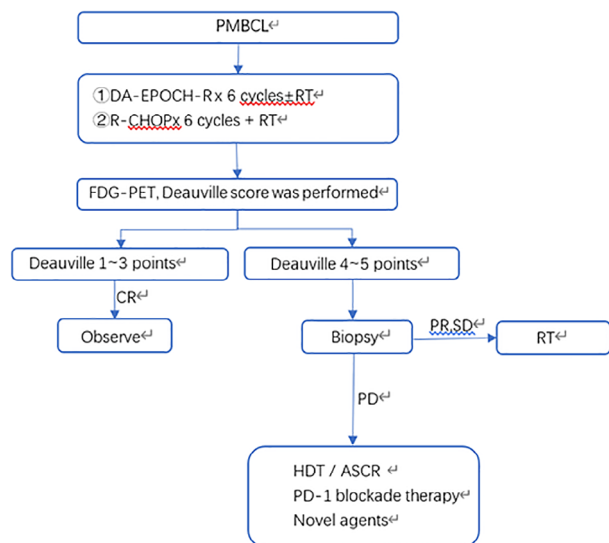 PMBCL↵
①DA-EPOCH-Rx 6 cycles±RT↵
②R-CHOPx 6 cycles + RT↵
FDG-PET, Deauville score was performed↵
Deauville 1~3 points↵
Deauville 4~5 points↵
CR↵
Observe↵
Biopsy↵
PR,SD↵
RT↵
PD↵
HDT / ASCR ↵
PD-1 blockade therapy↵
Novel agents↵